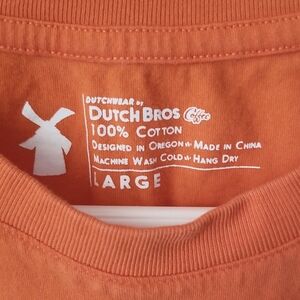 DUTCHWEAR BY
DUTCH BROS Coffee
100% COTTON
DESIGNED IN OREGON MADE IN CHINA
MACHINE WASH COLD HANG DRY
LARGE